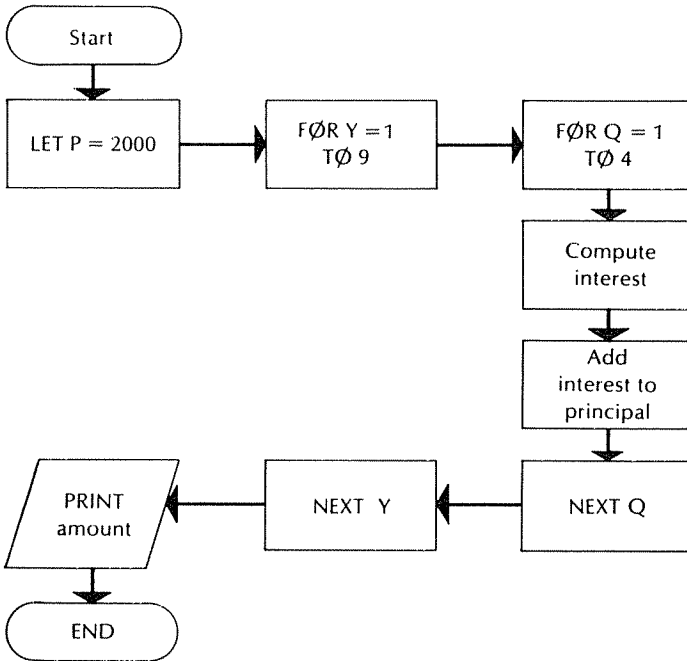 Start
LET P = 2000
FØR Y = 1
TØ 9
FØR Q = 1
TØ 4
Compute
interest
Add
interest to
principal
NEXT Q
NEXT Y
PRINT
amount
END